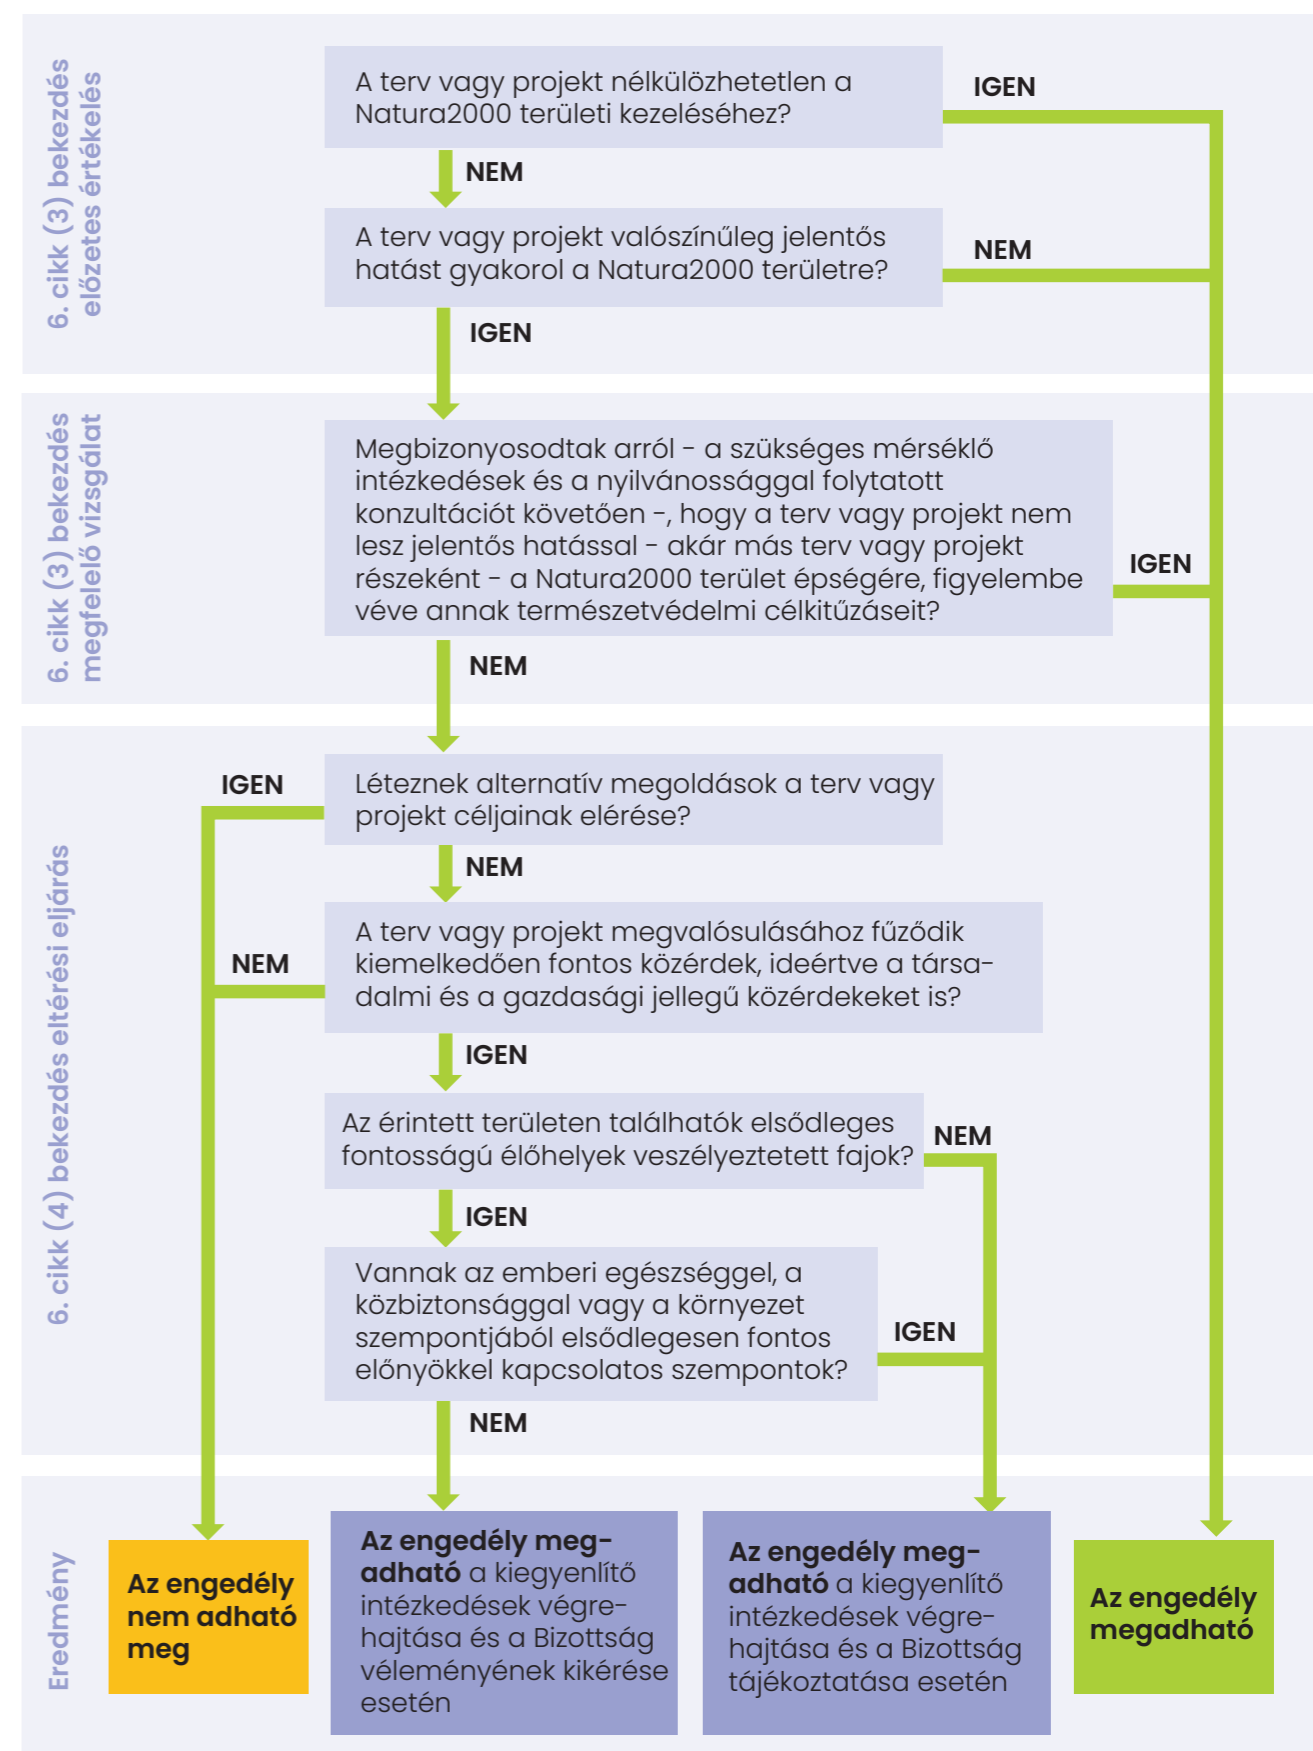 6. cikk (3) bekezdés
előzetes értékelés
A terv vagy projekt nélkülözhetetlen a
Natura2000 területi kezeléséhez?
IGEN
NEM
A terv vagy projekt valószínűleg jelentős
hatást gyakorol a Natura2000 területre?
NEM
IGEN
6. cikk (3) bekezdés
megfelelő vizsgálat
Megbizonyosodtak arról - a szükséges mérséklő
intézkedések és a nyilvánossággal folytatott
konzultációt követően -, hogy a terv vagy projekt nem
lesz jelentős hatással - akár más terv vagy projekt
részeként - a Natura2000 terület épségére, figyelembe
véve annak természetvédelmi célkitűzáseit?
IGEN
NEM
6. cikk (4) bekezdés eltérési eljárás
IGEN
Léteznek alternatív megoldások a terv vagy
projekt céljainak elérése?
NEM
NEM
A terv vagy projekt megvalósulásához fűződik
kiemelkedően fontos közérdek, ideértve a társa-
dalmi és a gazdasági jellegű közérdekeket is?
IGEN
Az érintett területen találhatók elsődleges
fontosságú élőhelyek veszélyeztetett fajok?
NEM
IGEN
Vannak az emberi egészséggel, a
közbiztonsággal vagy a környezet
szempontjából elsődlegesen fontos
előnyökkel kapcsolatos szempontok?
IGEN
NEM
Eredmény
Az engedély
nem adható
meg
Az engedély meg-
adható a kiegyenlítő
intézkedések végre-
hajtása és a Bizottság
véleményének kikérése
esetén
Az engedély meg-
adható a kiegyenlítő
intézkedések végre-
hajtása és a Bizottság
tájékoztatása esetén
Az engedély
megadható